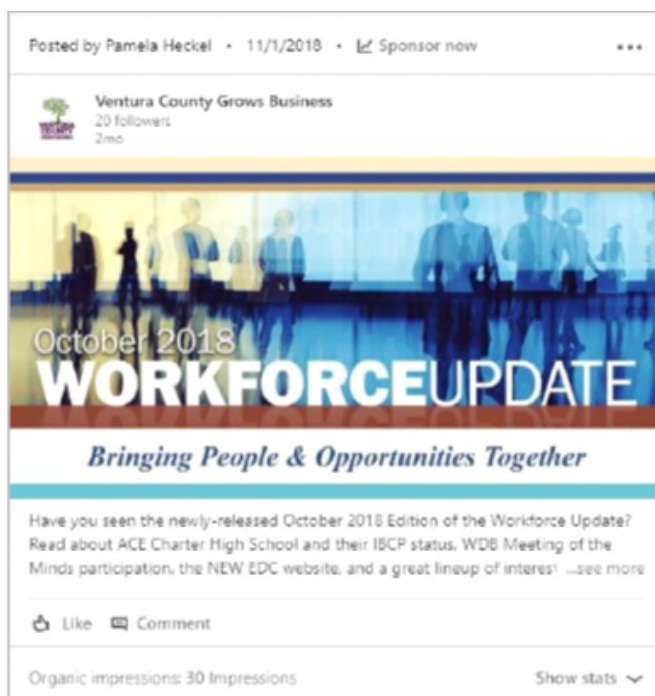 Posted by Pamela Heckel • 11/1/2018 • Sponsor now
Ventura County Grows Business
20 followers
2mo
October 2018
WORKFORCEUPDATE
Bringing People & Opportunities Together
Have you seen the newly-released October 2018 Edition of the Workforce Update?
Read about ACE Charter High School and their IBCP status, WDB Meeting of the
Minds participation, the NEW EDC website, and a great lineup of interest ...see more
Like Comment
Organic impressions: 30 Impressions Show stats